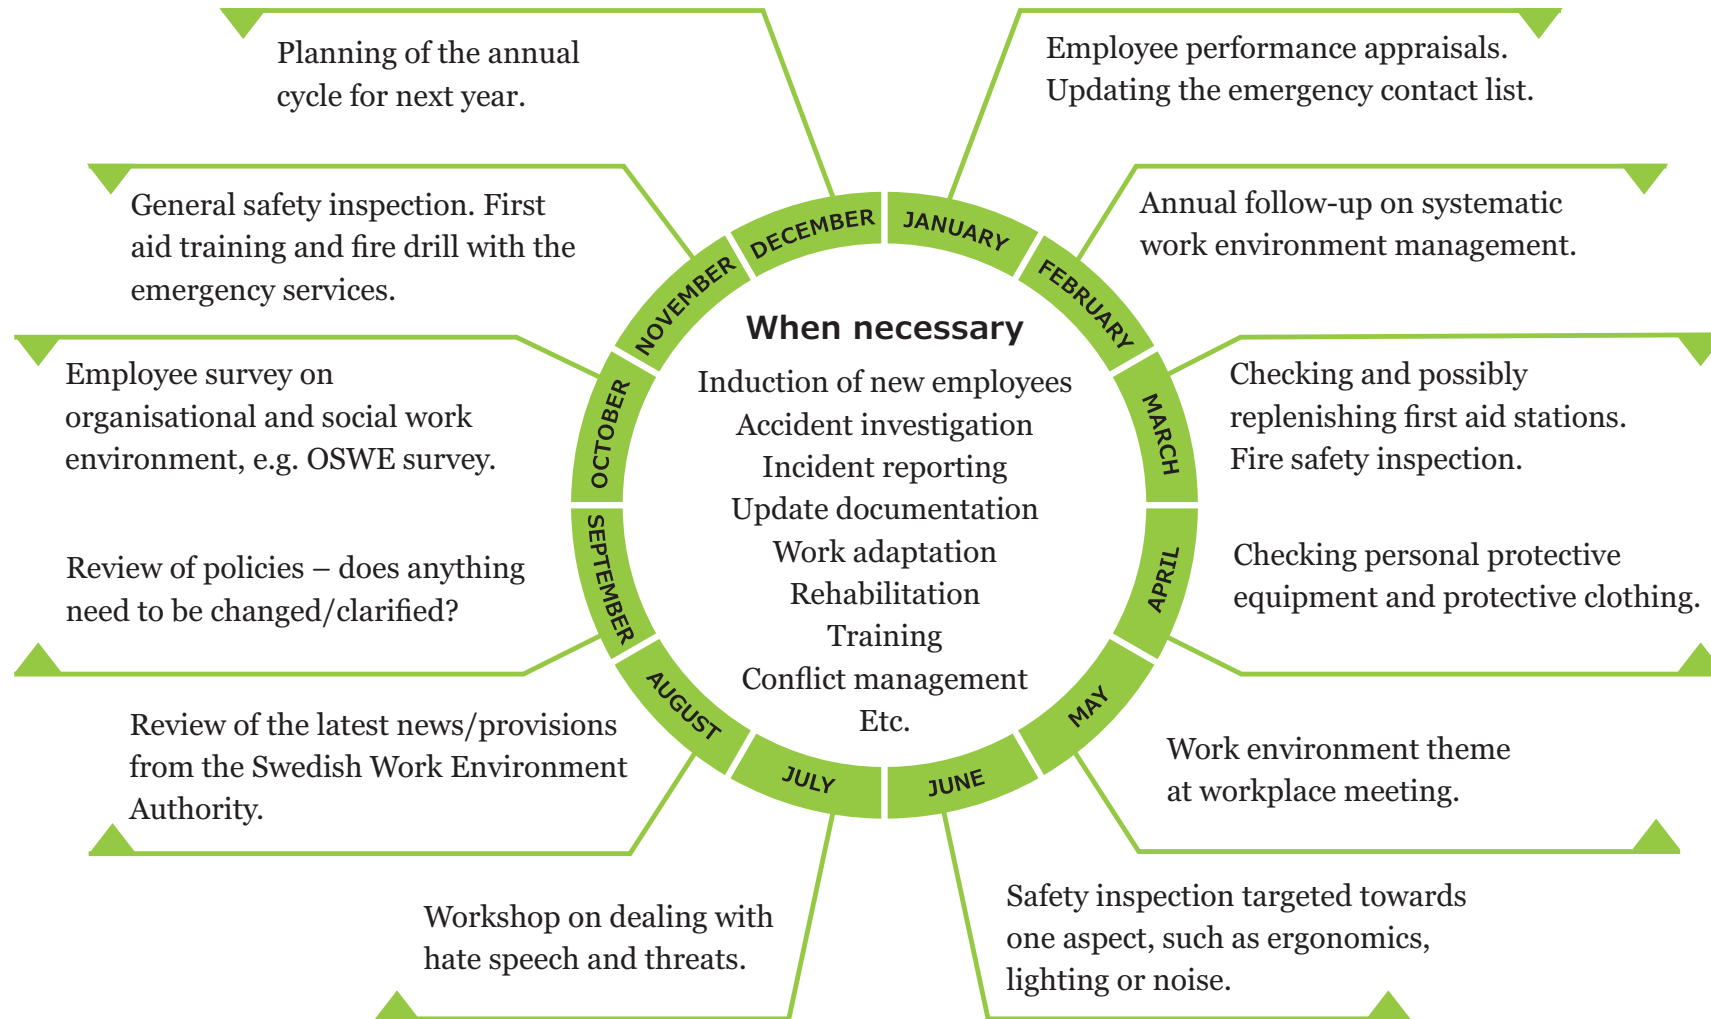 JANUARY
Employee performance appraisals.
Updating the emergency contact list.
FEBRUARY
Annual follow-up on systematic
work environment management.
MARCH
Checking and possibly
replenishing first aid stations.
Fire safety inspection.
APRIL
Checking personal protective
equipment and protective clothing.
MAY
Work environment theme
at workplace meeting.
JUNE
Safety inspection targeted towards
one aspect, such as ergonomics,
lighting or noise.
JULY
Workshop on dealing with
hate speech and threats.
AUGUST
Review of the latest news/provisions
from the Swedish Work Environment
Authority.
SEPTEMBER
Review of policies – does anything
need to be changed/clarified?
OCTOBER
Employee survey on
organisational and social work
environment, e.g. OSWE survey.
NOVEMBER
General safety inspection. First
aid training and fire drill with the
emergency services.
DECEMBER
Planning of the annual
cycle for next year.
When necessary
Induction of new employees
Accident investigation
Incident reporting
Update documentation
Work adaptation
Rehabilitation
Training
Conflict management
Etc.